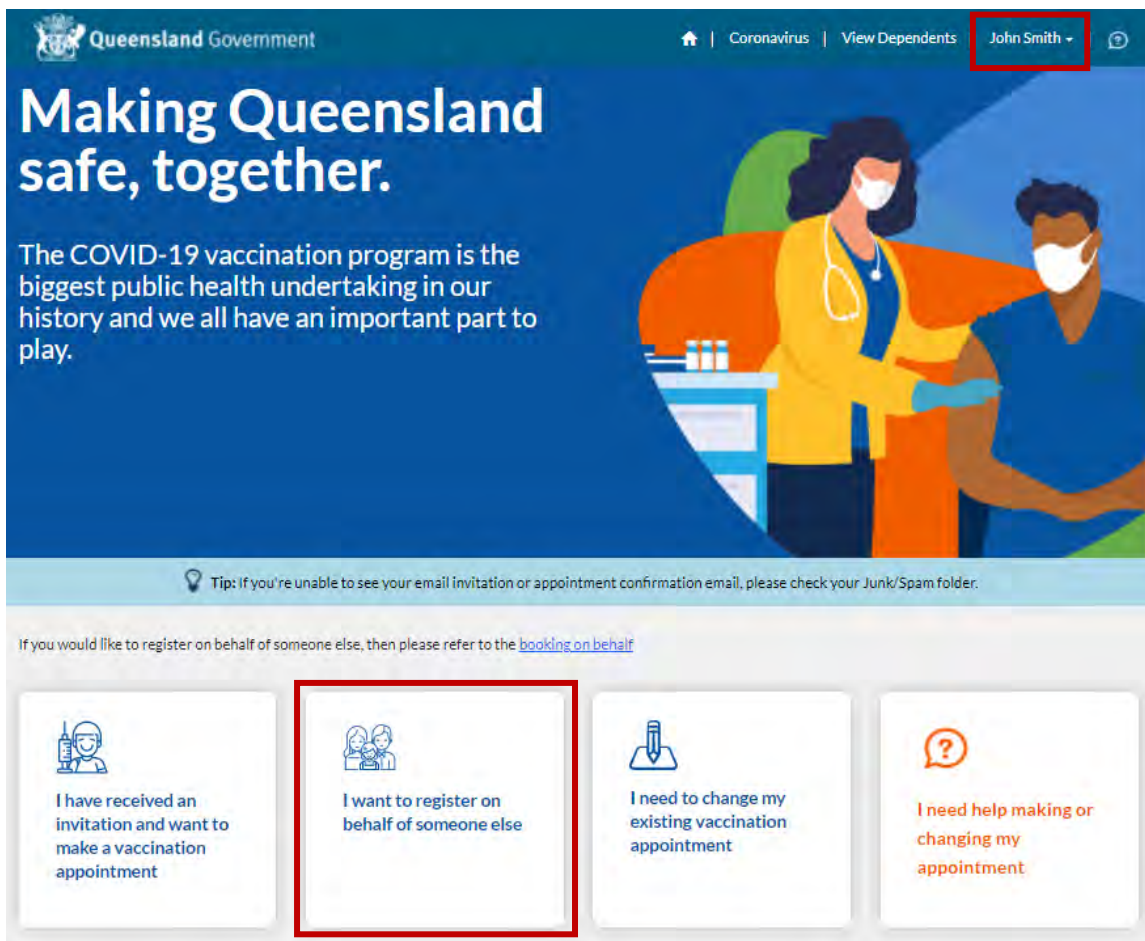 Queensland Government
| Coronavirus | View Dependents John Smith
Making Queensland
safe, together.
The COVID-19 vaccination program is the
biggest public health undertaking in our
history and we all have an important part to
play.
Tip: If you're unable to see your email invitation or appointment confirmation email, please check your Junk/Spam folder.
If you would like to register on behalf of someone else, then please refer to the booking on behalf
I have received an
invitation and want to
make a vaccination
appointment
I want to register on
behalf of someone else
I need to change my
existing vaccination
appointment
I need help making or
changing my
appointment